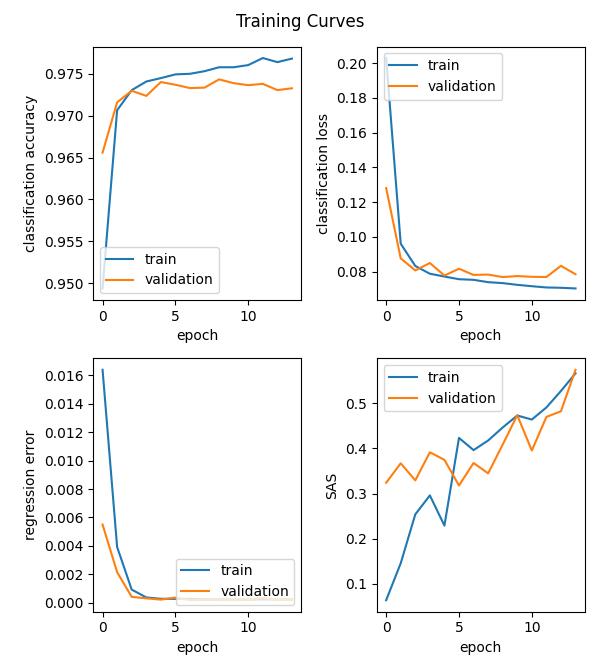 Training Curves
classification accuracy
0.975
0.970
0.965
0.960
0.955
0.950
train
validation
0
5
10
epoch
classification loss
0.20
0.18
0.16
0.14
0.12
0.10
0.08
train
validation
0
5
10
epoch
regression error
0.016
0.014
0.012
0.010
0.008
0.006
0.004
0.002
0.000
train
validation
0
5
10
epoch
SAS
0.5
0.4
0.3
0.2
0.1
train
validation
0
5
10
epoch